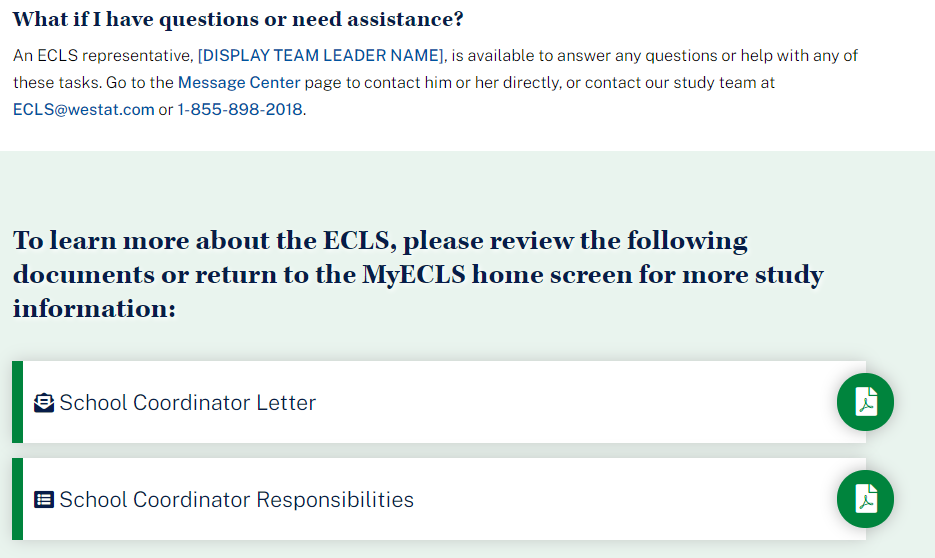 What if I have questions or need assistance?
An ECLS representative, [DISPLAY TEAM LEADER NAME], is available to answer any questions or help with any of
these tasks. Go to the Message Center page to contact him or her directly, or contact our study team at
ECLS@westat.com or 1-855-898-2018.
To learn more about the ECLS, please review the following
documents or return to the MyECLS home screen for more study
information:
School Coordinator Letter
School Coordinator Responsibilities